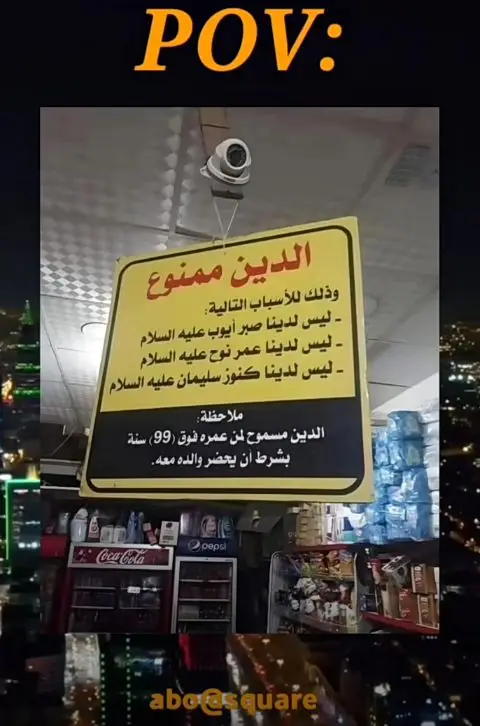 POV:
الدين ممنوع
وذلك للأسباب التالية:
- ليس لدينا صبر أيوب عليه السلام
- ليس لدينا عمر نوح عليه السلام
- ليس لدينا كنوز سليمان عليه السلام
ملاحظة:
الدين مسموح لمن عمره فوق (99) سنة
بشرط أن يحضر والده معه.
Coca-Cola
pepsi
abo@square